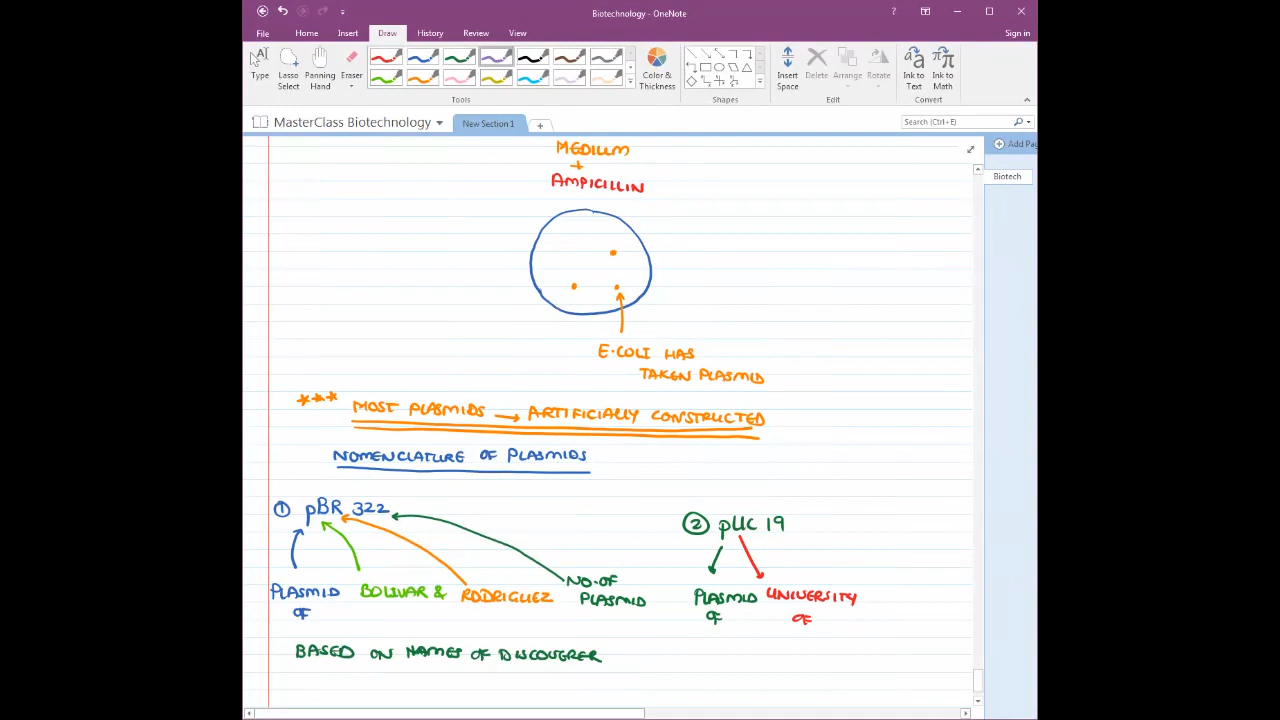 Biotechnology - OneNote
?
File
Home
Insert
Draw
History
Review
View
Sign in
A
Type
Lasso Select
Panning Hand
Eraser
Color & Thickness
Insert Space
Delete
Arrange
Rotate
Ink to Text
Ink to Math
Tools
Shapes
Edit
Convert
MasterClass Biotechnology
New Section 1
+
Search (Ctrl+E)
Add Pag
Biotech
MEDIUM
+
AMPICILLIN
E.COLI HAS
TAKEN PLASMID
*** MOST PLASMIDS → ARTIFICIALLY CONSTRUCTED
NOMENCLATURE OF PLASMIDS
① pBR 322
② pUC 19
PLASMID OF
BOLIVAR &
RODRIGUEZ
NO.OF
PLASMID
PLASMID OF
UNIVERSITY OF
BASED ON NAMES OF DISCOVERER